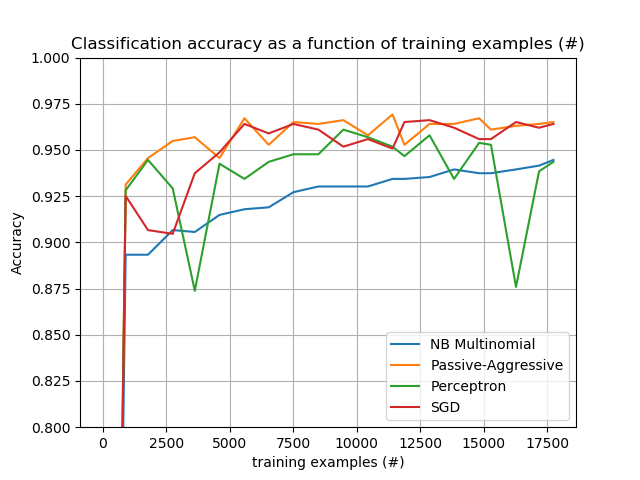 Classification accuracy as a function of training examples (#)
1.000
0.975
0.950
0.925
0.900
0.875
0.850
0.825
0.800
Accuracy
0
2500
5000
7500
10000
12500
15000
17500
training examples (#)
NB Multinomial
Passive-Aggressive
Perceptron
SGD